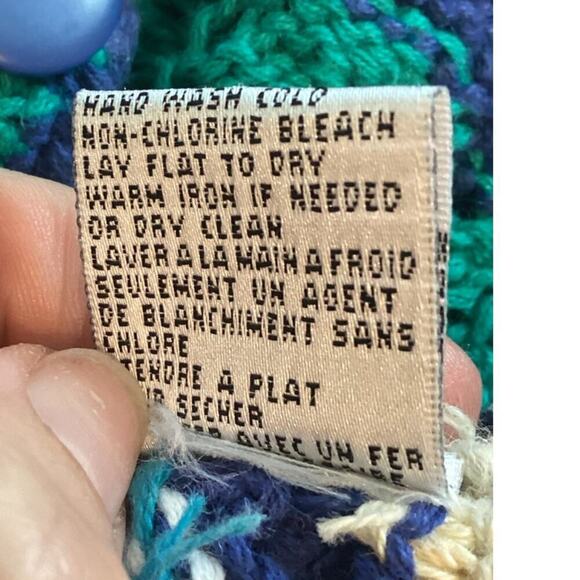 HAND WASH COLD
NON-CHLORINE BLEACH
LAY FLAT TO DRY
WARM IRON IF NEEDED
OR DRY CLEAN
LAVER A LA MAIN A FROID
SEULEMENT UN AGENT
DE BLANCHIMENT SANS
CHLORE
TENDRE A PLAT
SECHER
AVEC UN FER